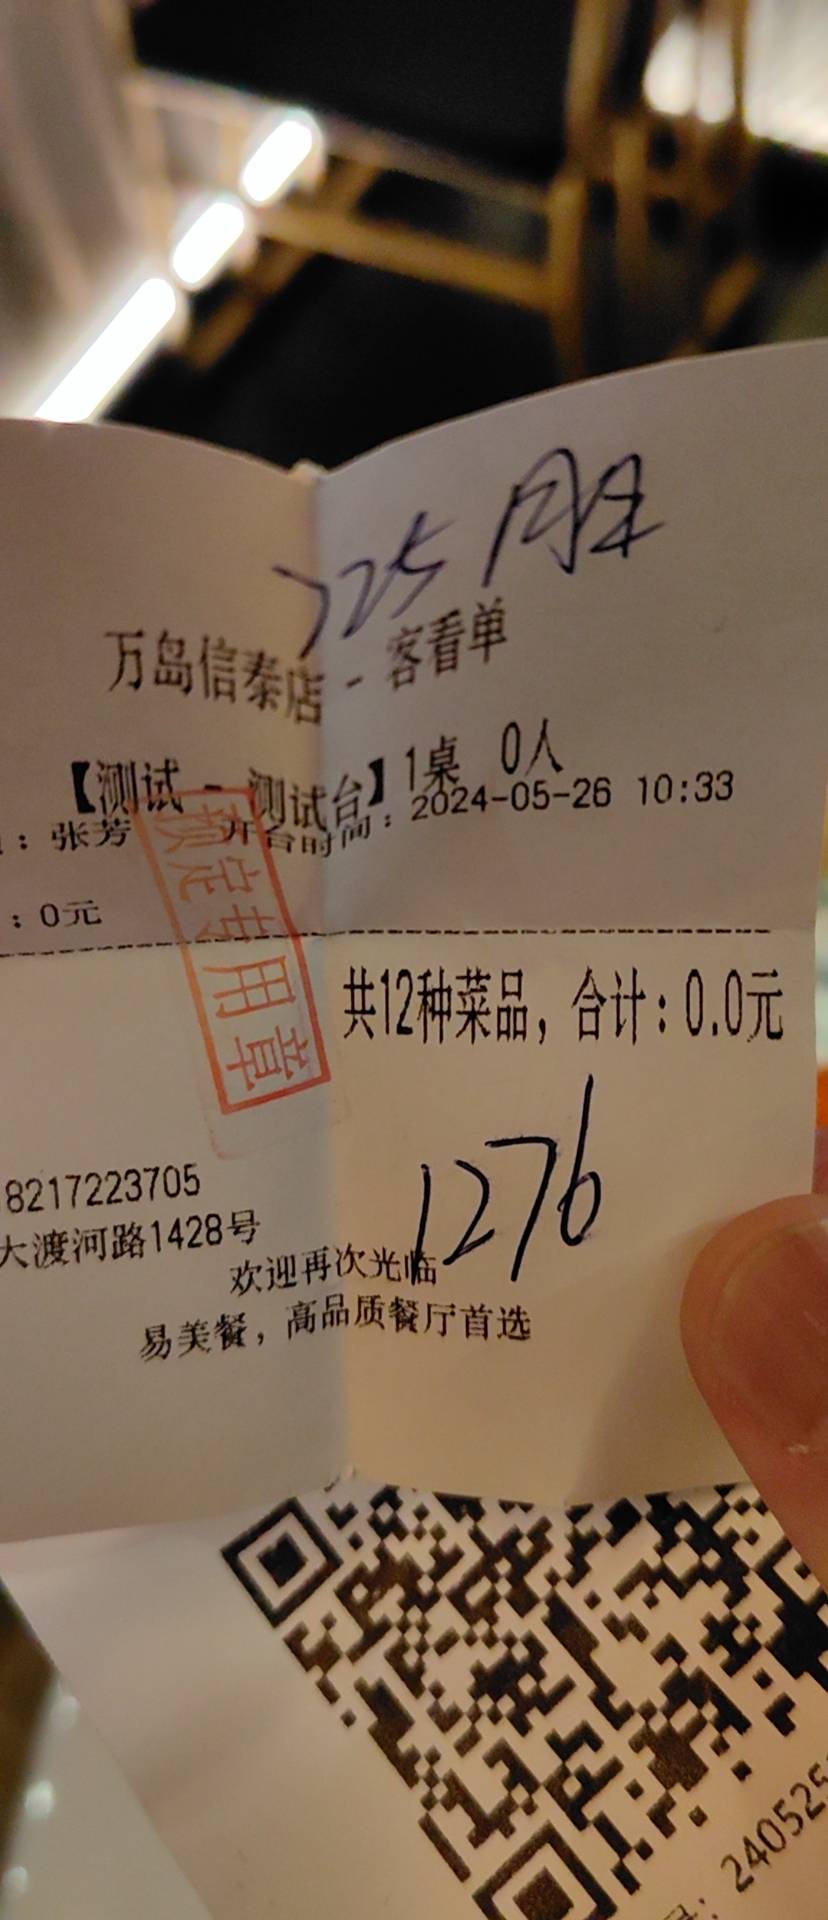 725 周生
万岛信泰店 - 客看单
【测试 - 测试台】1桌 0人
：张芳 开台时间：2024-05-26 10:33
：0元
预定专用章
共12种菜品，合计：0.0元
1276
8217223705
大渡河路1428号
欢迎再次光临
易美餐，高品质餐厅首选
240525